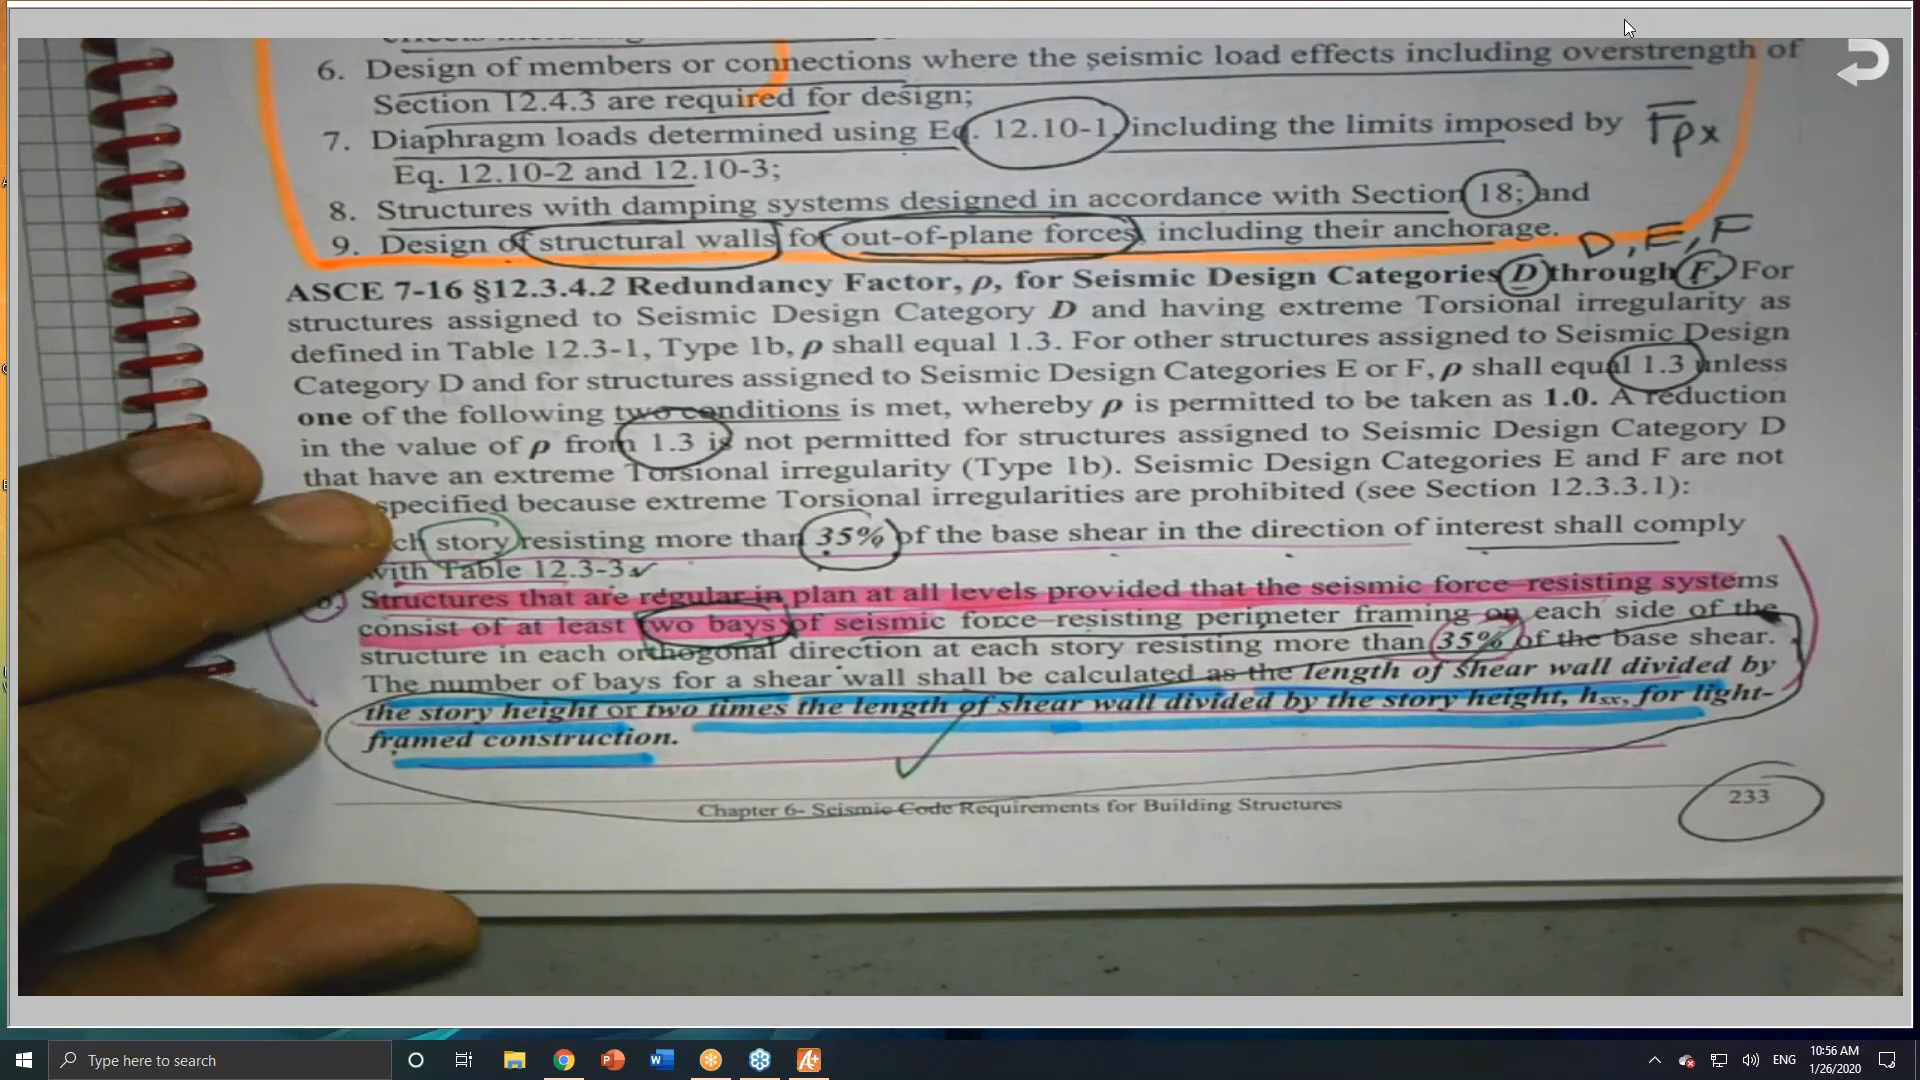 6. Design of members or connections where the seismic load effects including overstrength of
Section 12.4.3 are required for design;
7. Diaphragm loads determined using Eq. 12.10-1, including the limits imposed by Fpx
Eq. 12.10-2 and 12.10-3;
8. Structures with damping systems designed in accordance with Section 18; and
9. Design of structural walls for out-of-plane forces, including their anchorage.
D, E, F
ASCE 7-16 §12.3.4.2 Redundancy Factor, ρ, for Seismic Design Categories D through F. For
structures assigned to Seismic Design Category D and having extreme Torsional irregularity as
defined in Table 12.3-1, Type 1b, ρ shall equal 1.3. For other structures assigned to Seismic Design
Category D and for structures assigned to Seismic Design Categories E or F, ρ shall equal 1.3 unless
one of the following two conditions is met, whereby ρ is permitted to be taken as 1.0. A reduction
in the value of ρ from 1.3 is not permitted for structures assigned to Seismic Design Category D
that have an extreme Torsional irregularity (Type 1b). Seismic Design Categories E and F are not
specified because extreme Torsional irregularities are prohibited (see Section 12.3.3.1):
ch story resisting more than 35% of the base shear in the direction of interest shall comply
with Table 12.3-3.
b. Structures that are regular in plan at all levels provided that the seismic force-resisting systems
consist of at least two bays of seismic force-resisting perimeter framing on each side of the
structure in each orthogonal direction at each story resisting more than 35% of the base shear.
The number of bays for a shear wall shall be calculated as the length of shear wall divided by
the story height or two times the length of shear wall divided by the story height, hsx, for light-
framed construction.
Chapter 6- Seismic Code Requirements for Building Structures
233
Type here to search
ENG
10:56 AM
1/26/2020